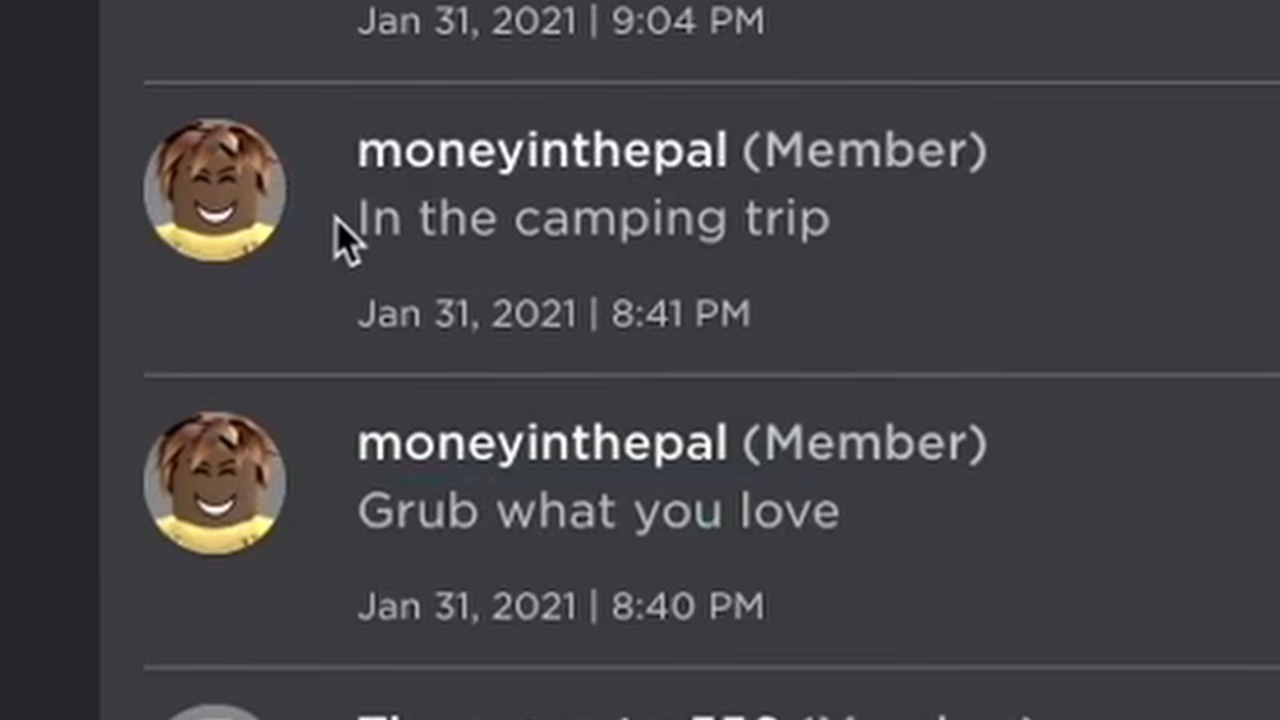 Jan 31, 2021 | 9:04 PM
moneyinthepal (Member)
In the camping trip
Jan 31, 2021 | 8:41 PM
moneyinthepal (Member)
Grub what you love
Jan 31, 2021 | 8:40 PM